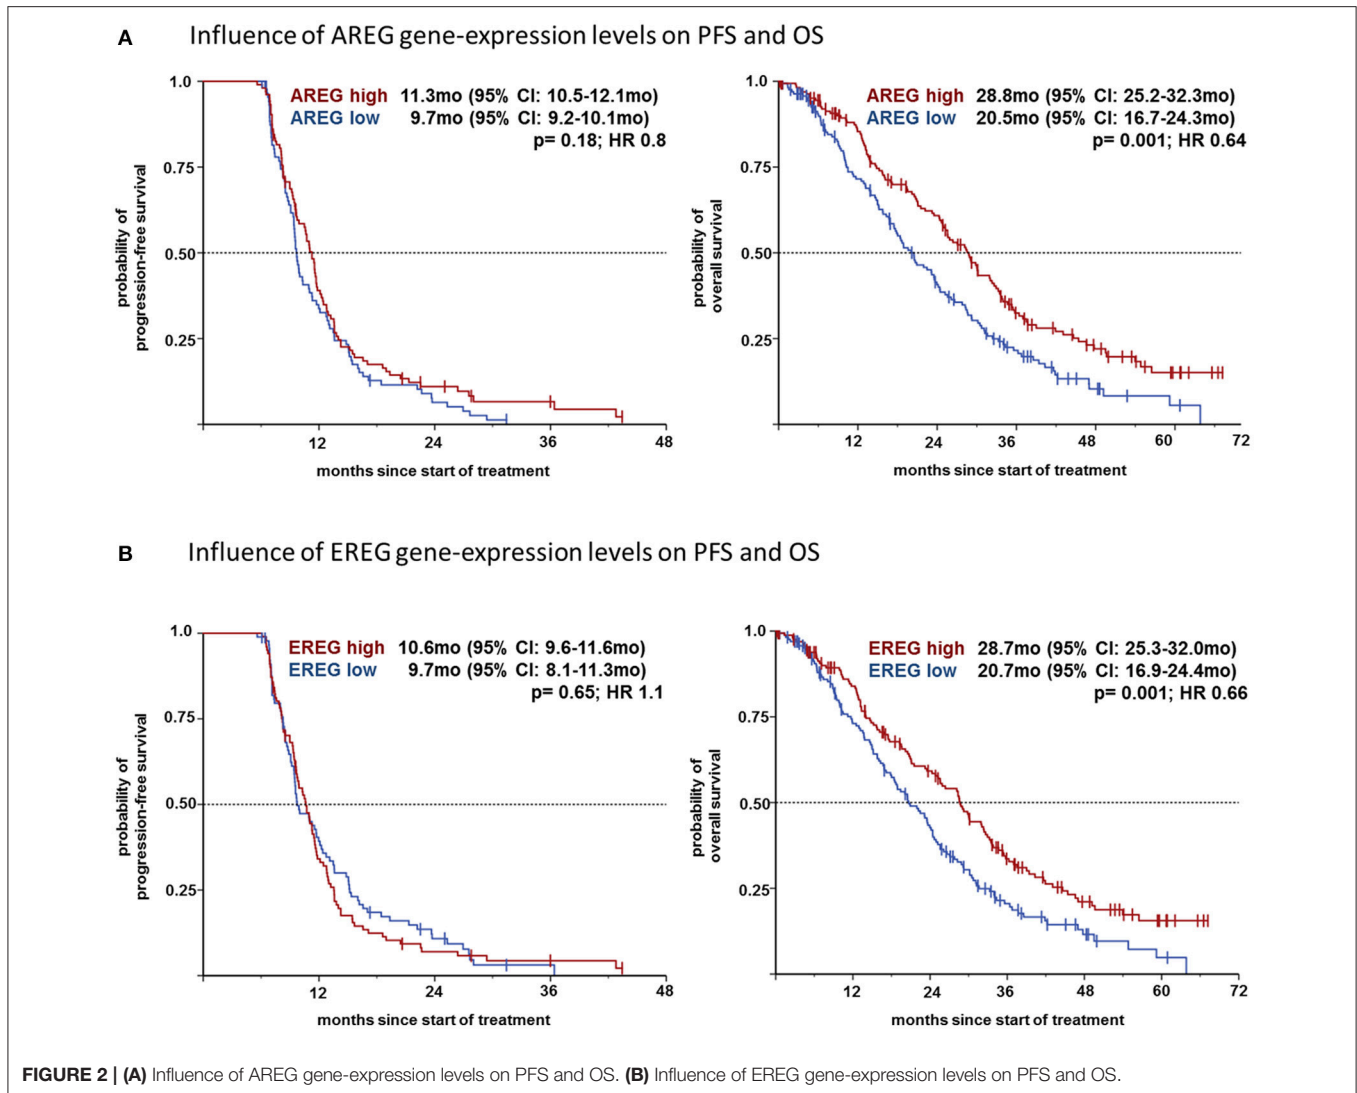 A Influence of AREG gene-expression levels on PFS and OS
1.0
0.75
0.50
0.25
probability of
progression-free survival
AREG high 11.3mo (95% CI: 10.5-12.1mo)
AREG low 9.7mo (95% CI: 9.2-10.1mo)
p= 0.18; HR 0.8
12 24 36 48
months since start of treatment
1.0
0.75
0.50
0.25
probability of
overall survival
AREG high 28.8mo (95% CI: 25.2-32.3mo)
AREG low 20.5mo (95% CI: 16.7-24.3mo)
p= 0.001; HR 0.64
12 24 36 48 60 72
months since start of treatment
B Influence of EREG gene-expression levels on PFS and OS
1.0
0.75
0.50
0.25
probability of
progression-free survival
EREG high 10.6mo (95% CI: 9.6-11.6mo)
EREG low 9.7mo (95% CI: 8.1-11.3mo)
p= 0.65; HR 1.1
12 24 36 48
months since start of treatment
1.0
0.75
0.50
0.25
probability of
overall survival
EREG high 28.7mo (95% CI: 25.3-32.0mo)
EREG low 20.7mo (95% CI: 16.9-24.4mo)
p= 0.001; HR 0.66
12 24 36 48 60 72
months since start of treatment
FIGURE 2 | (A) Influence of AREG gene-expression levels on PFS and OS. (B) Influence of EREG gene-expression levels on PFS and OS.